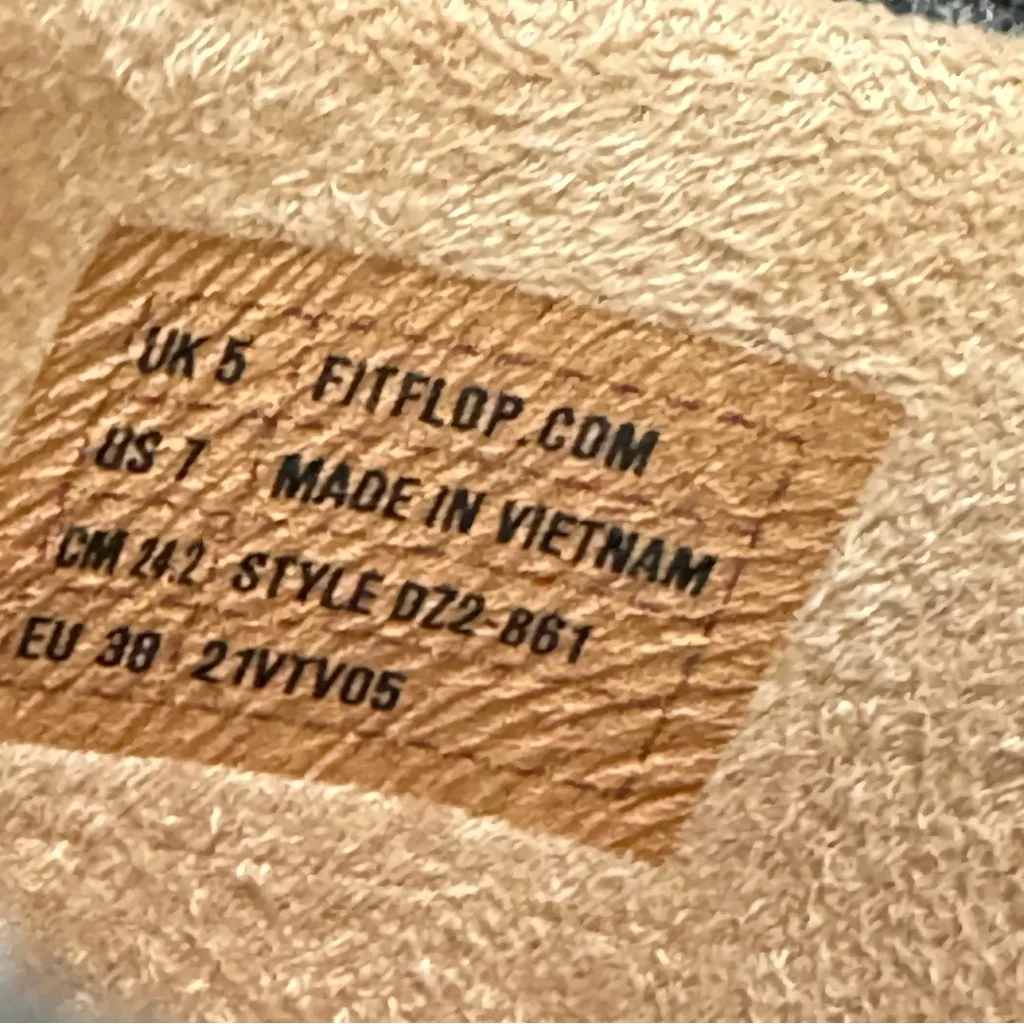 UK 5 FITFLOP.COM
US 7 MADE IN VIETNAM
CM 24.2 STYLE DZ2-861
EU 38 21VTV05